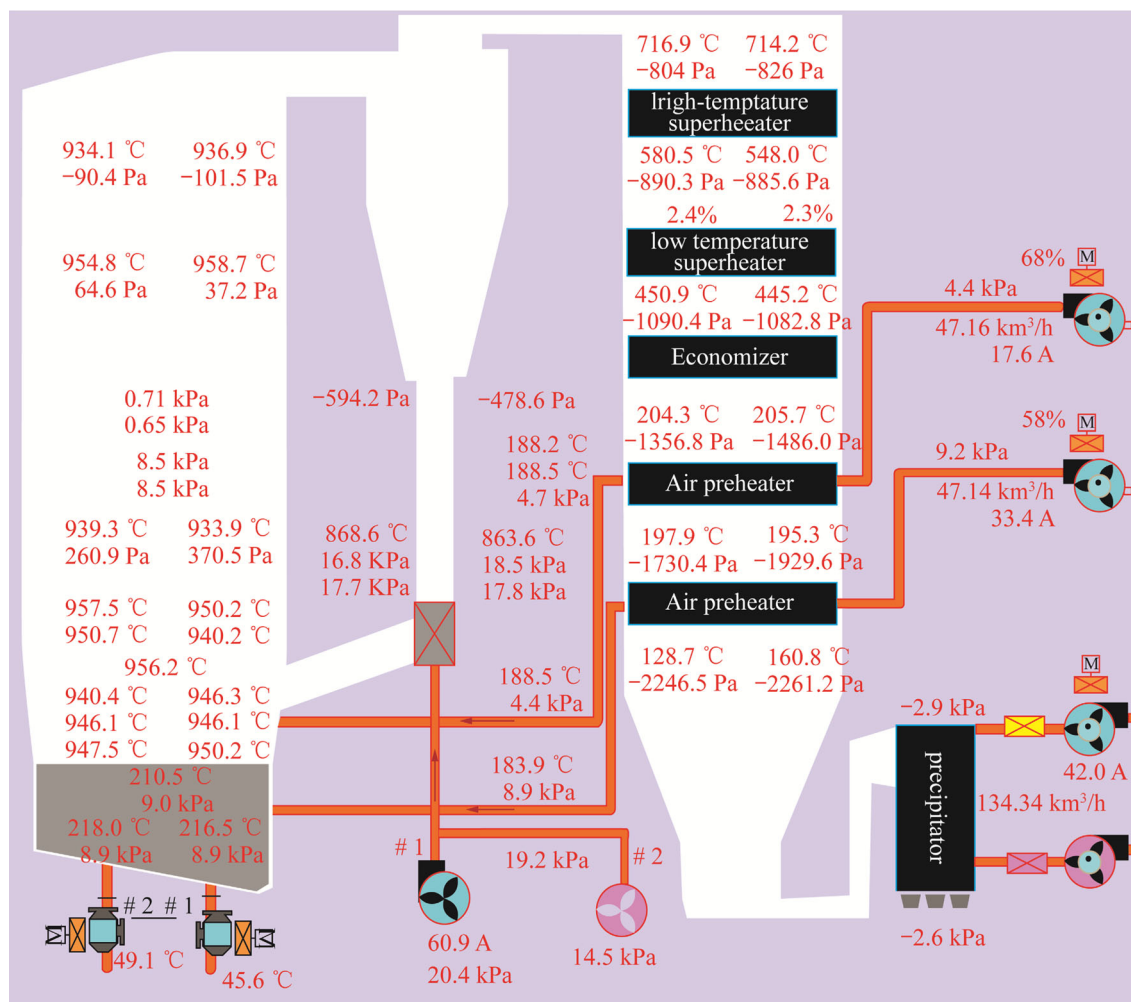 716.9 ℃ 714.2 ℃
−804 Pa −826 Pa
lrigh-temptature
superheeater
934.1 ℃ 936.9 ℃
−90.4 Pa −101.5 Pa
580.5 ℃ 548.0 ℃
−890.3 Pa −885.6 Pa
2.4% 2.3%
low temperature
superheater
954.8 ℃ 958.7 ℃
64.6 Pa 37.2 Pa
450.9 ℃ 445.2 ℃
−1090.4 Pa −1082.8 Pa
68% M
4.4 kPa
47.16 km³/h
17.6 A
Economizer
0.71 kPa
0.65 kPa
−594.2 Pa −478.6 Pa
204.3 ℃ 205.7 ℃
−1356.8 Pa −1486.0 Pa
58% M
9.2 kPa
47.14 km³/h
33.4 A
8.5 kPa
8.5 kPa
188.2 ℃
188.5 ℃
4.7 kPa
Air preheater
939.3 ℃ 933.9 ℃
260.9 Pa 370.5 Pa
868.6 ℃ 863.6 ℃
16.8 KPa 18.5 kPa
17.7 KPa 17.8 kPa
197.9 ℃ 195.3 ℃
−1730.4 Pa −1929.6 Pa
Air preheater
957.5 ℃ 950.2 ℃
950.7 ℃ 940.2 ℃
956.2 ℃
940.4 ℃ 946.3 ℃
946.1 ℃ 946.1 ℃
947.5 ℃ 950.2 ℃
188.5 ℃
4.4 kPa
128.7 ℃ 160.8 ℃
−2246.5 Pa −2261.2 Pa
M
−2.9 kPa
42.0 A
134.34 km³/h
precipitator
−2.6 kPa
210.5 ℃
9.0 kPa
218.0 ℃ 216.5 ℃
8.9 kPa 8.9 kPa
183.9 ℃
8.9 kPa
# 1
19.2 kPa
# 2
# 2 # 1
M M
49.1 ℃
45.6 ℃
60.9 A
20.4 kPa
14.5 kPa